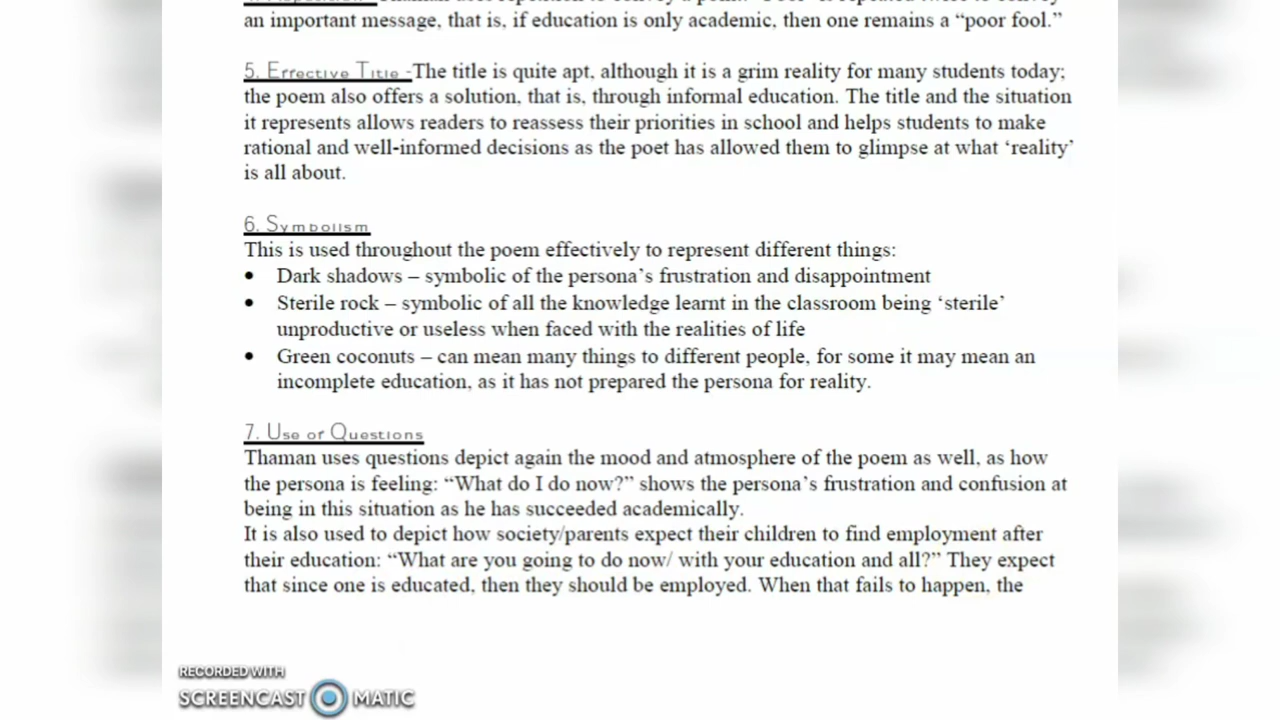 an important message, that is, if education is only academic, then one remains a “poor fool.”
5. Effective Title -The title is quite apt, although it is a grim reality for many students today;
the poem also offers a solution, that is, through informal education. The title and the situation
it represents allows readers to reassess their priorities in school and helps students to make
rational and well-informed decisions as the poet has allowed them to glimpse at what ‘reality’
is all about.
6. Symbolism
This is used throughout the poem effectively to represent different things:
• Dark shadows – symbolic of the persona’s frustration and disappointment
• Sterile rock – symbolic of all the knowledge learnt in the classroom being ‘sterile’
unproductive or useless when faced with the realities of life
• Green coconuts – can mean many things to different people, for some it may mean an
incomplete education, as it has not prepared the persona for reality.
7. Use of Questions
Thaman uses questions depict again the mood and atmosphere of the poem as well, as how
the persona is feeling: “What do I do now?” shows the persona’s frustration and confusion at
being in this situation as he has succeeded academically.
It is also used to depict how society/parents expect their children to find employment after
their education: “What are you going to do now/ with your education and all?” They expect
that since one is educated, then they should be employed. When that fails to happen, the
RECORDED WITH
SCREENCAST MATIC